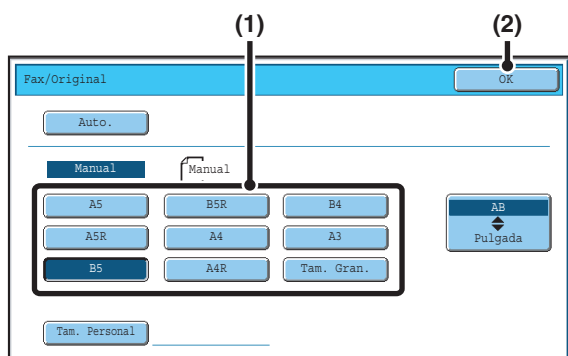 (1) (2)
Fax/Original OK
Auto.
Manual Manual
A5 B5R B4 AB
A5R A4 A3 Pulgada
B5 A4R Tam. Gran.
Tam. Personal